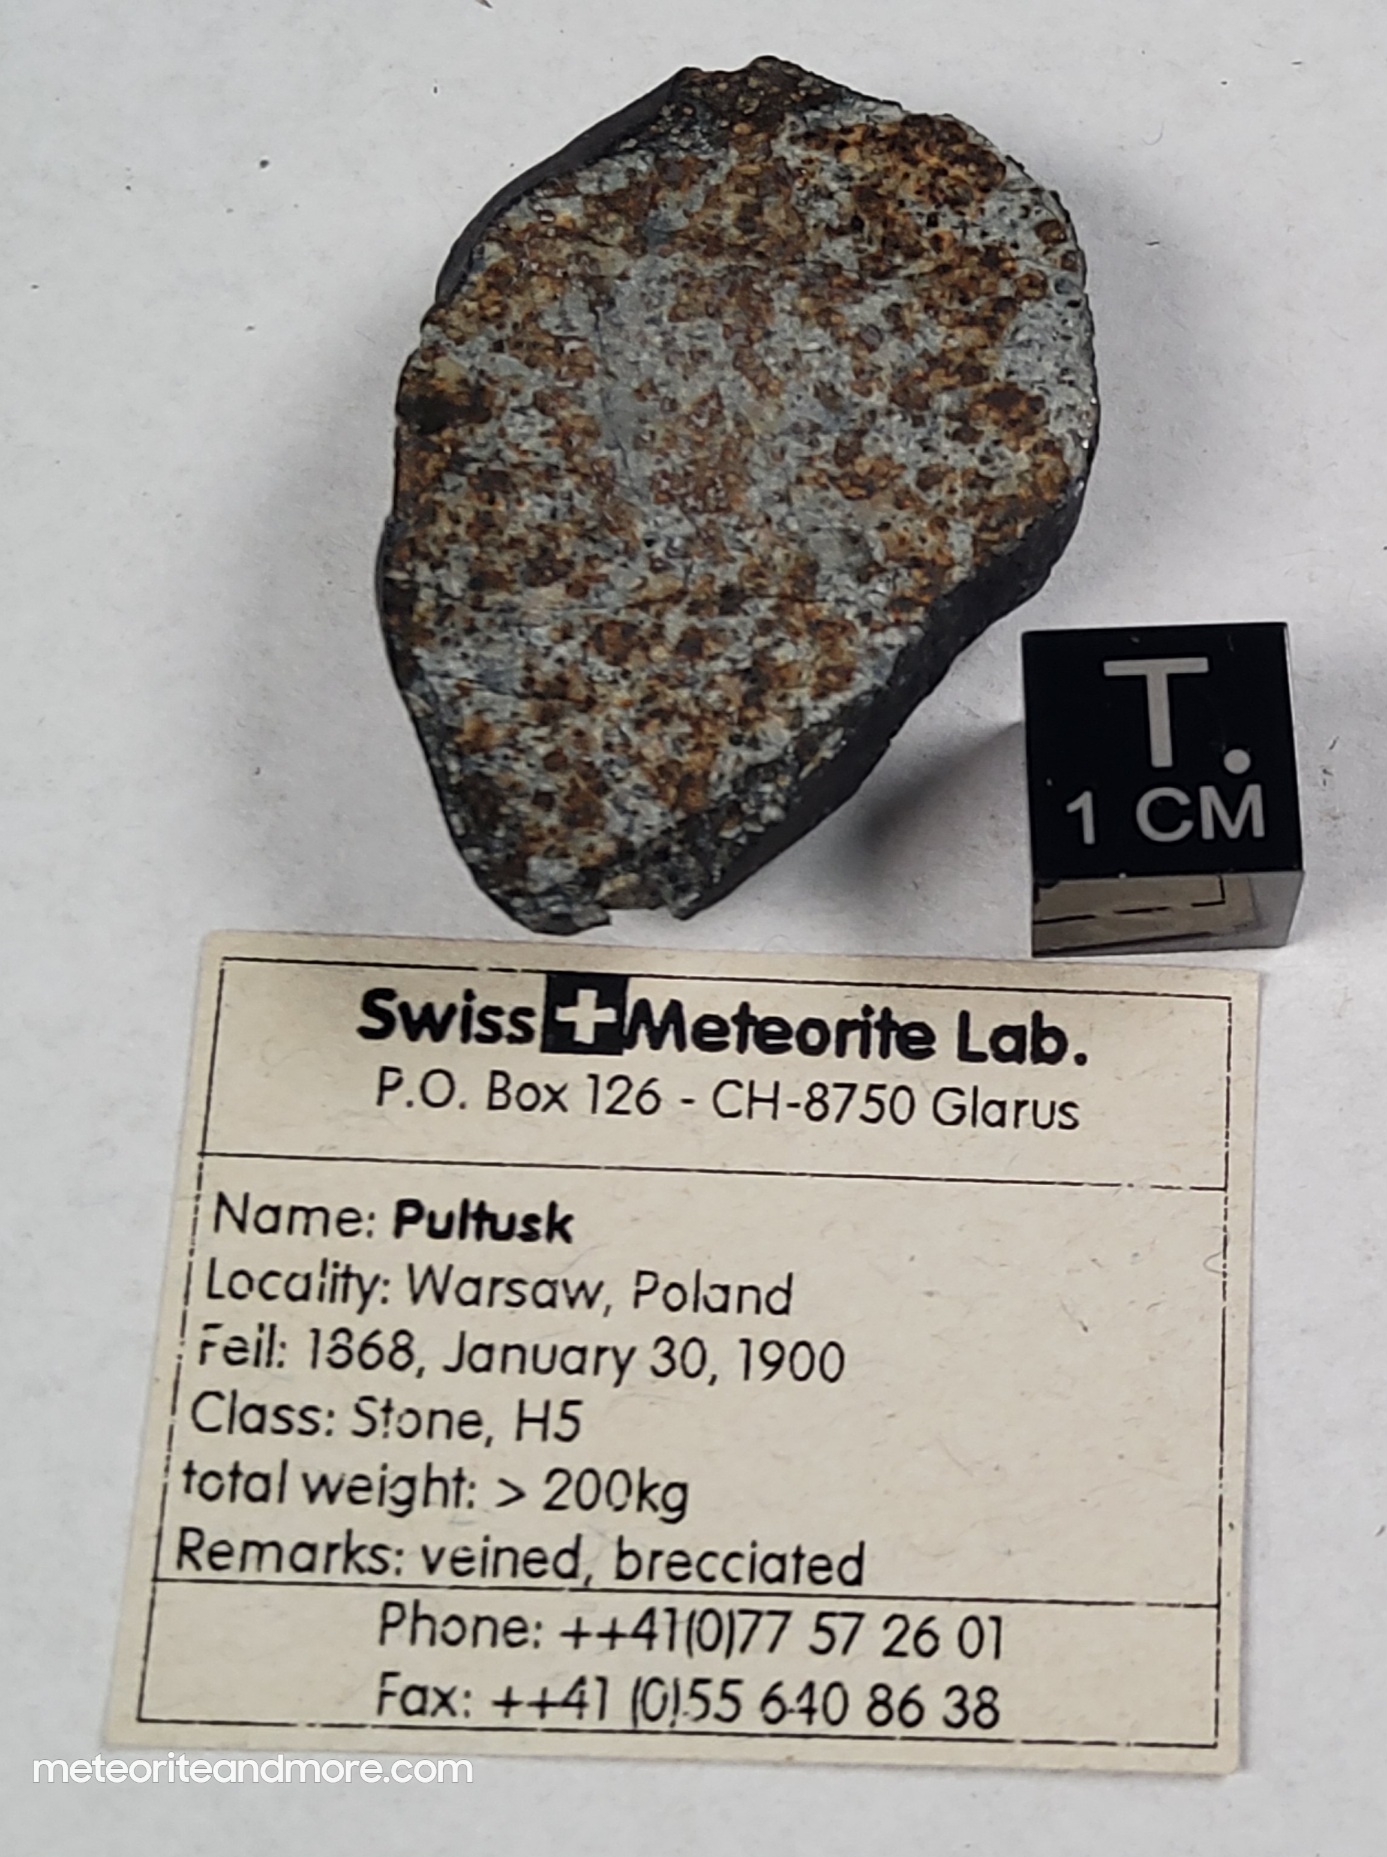 T.
1 CM
Swiss Meteorite Lab.
P.O. Box 126 - CH-8750 Glarus
Name: Pultusk
Locality: Warsaw, Poland
Fell: 1868, January 30, 1900
Class: Stone, H5
total weight: > 200kg
Remarks: veined, brecciated
Phone: ++41(0)77 57 26 01
Fax: ++41 (0)55 640 86 38
meteoriteandmore.com